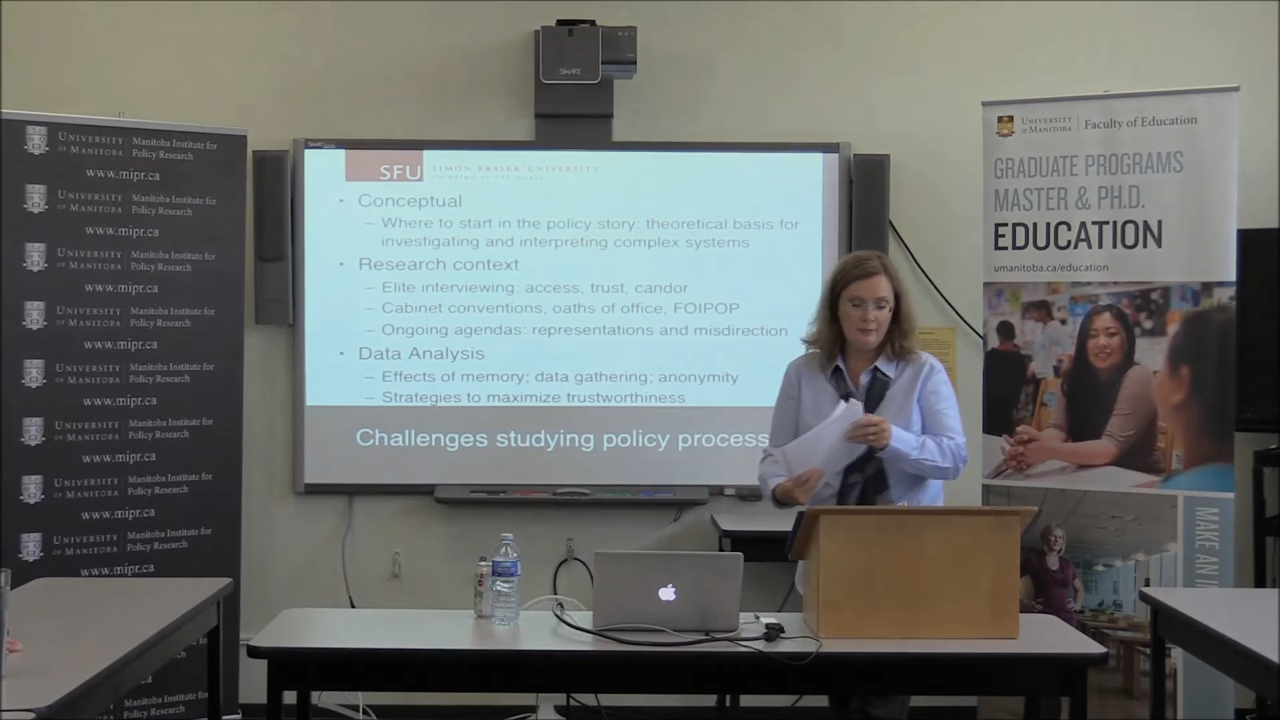 UNIVERSITY OF MANITOBA
Manitoba Institute for
Policy Research
www.mipr.ca
UNIVERSITY OF MANITOBA
Manitoba Institute for
Policy Research
www.mipr.ca
UNIVERSITY OF MANITOBA
Manitoba Institute for
Policy Research
www.mipr.ca
UNIVERSITY OF MANITOBA
Manitoba Institute for
Policy Research
www.mipr.ca
UNIVERSITY OF MANITOBA
Manitoba Institute for
Policy Research
www.mipr.ca
UNIVERSITY OF MANITOBA
Manitoba Institute for
Policy Research
www.mipr.ca
UNIVERSITY OF MANITOBA
Manitoba Institute for
Policy Research
www.mipr.ca
UNIVERSITY OF MANITOBA
Manitoba Institute for
Policy Research
www.mipr.ca
Manitoba Institute for
Policy Research
SMART
SFU SIMON FRASER UNIVERSITY
THINKING OF THE WORLD
• Conceptual
– Where to start in the policy story: theoretical basis for
investigating and interpreting complex systems
• Research context
– Elite interviewing: access, trust, candor
– Cabinet conventions, oaths of office, FOIPOP
– Ongoing agendas: representations and misdirection
• Data Analysis
– Effects of memory; data gathering; anonymity
– Strategies to maximize trustworthiness
Challenges studying policy process
UNIVERSITY OF MANITOBA
Faculty of Education
GRADUATE PROGRAMS
MASTER & PH.D.
EDUCATION
umanitoba.ca/education
MAKE AN